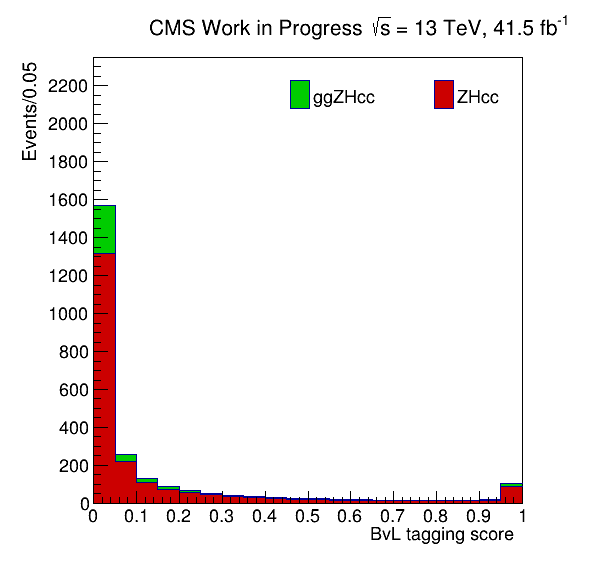 CMS Work in Progress √s = 13 TeV, 41.5 fb⁻¹
Events/0.05
ggZHcc ZHcc
2200
2000
1800
1600
1400
1200
1000
800
600
400
200
0
0 0.1 0.2 0.3 0.4 0.5 0.6 0.7 0.8 0.9 1
BvL tagging score